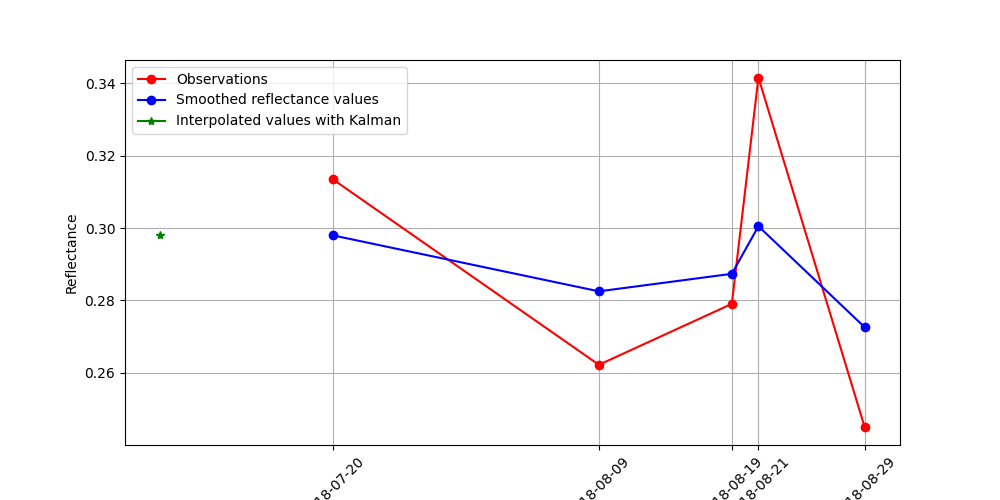 Observations
Smoothed reflectance values
Interpolated values with Kalman
0.34
0.32
0.30
0.28
0.26
Reflectance
18-07-20
18-08-09
18-08-19
18-08-21
18-08-29